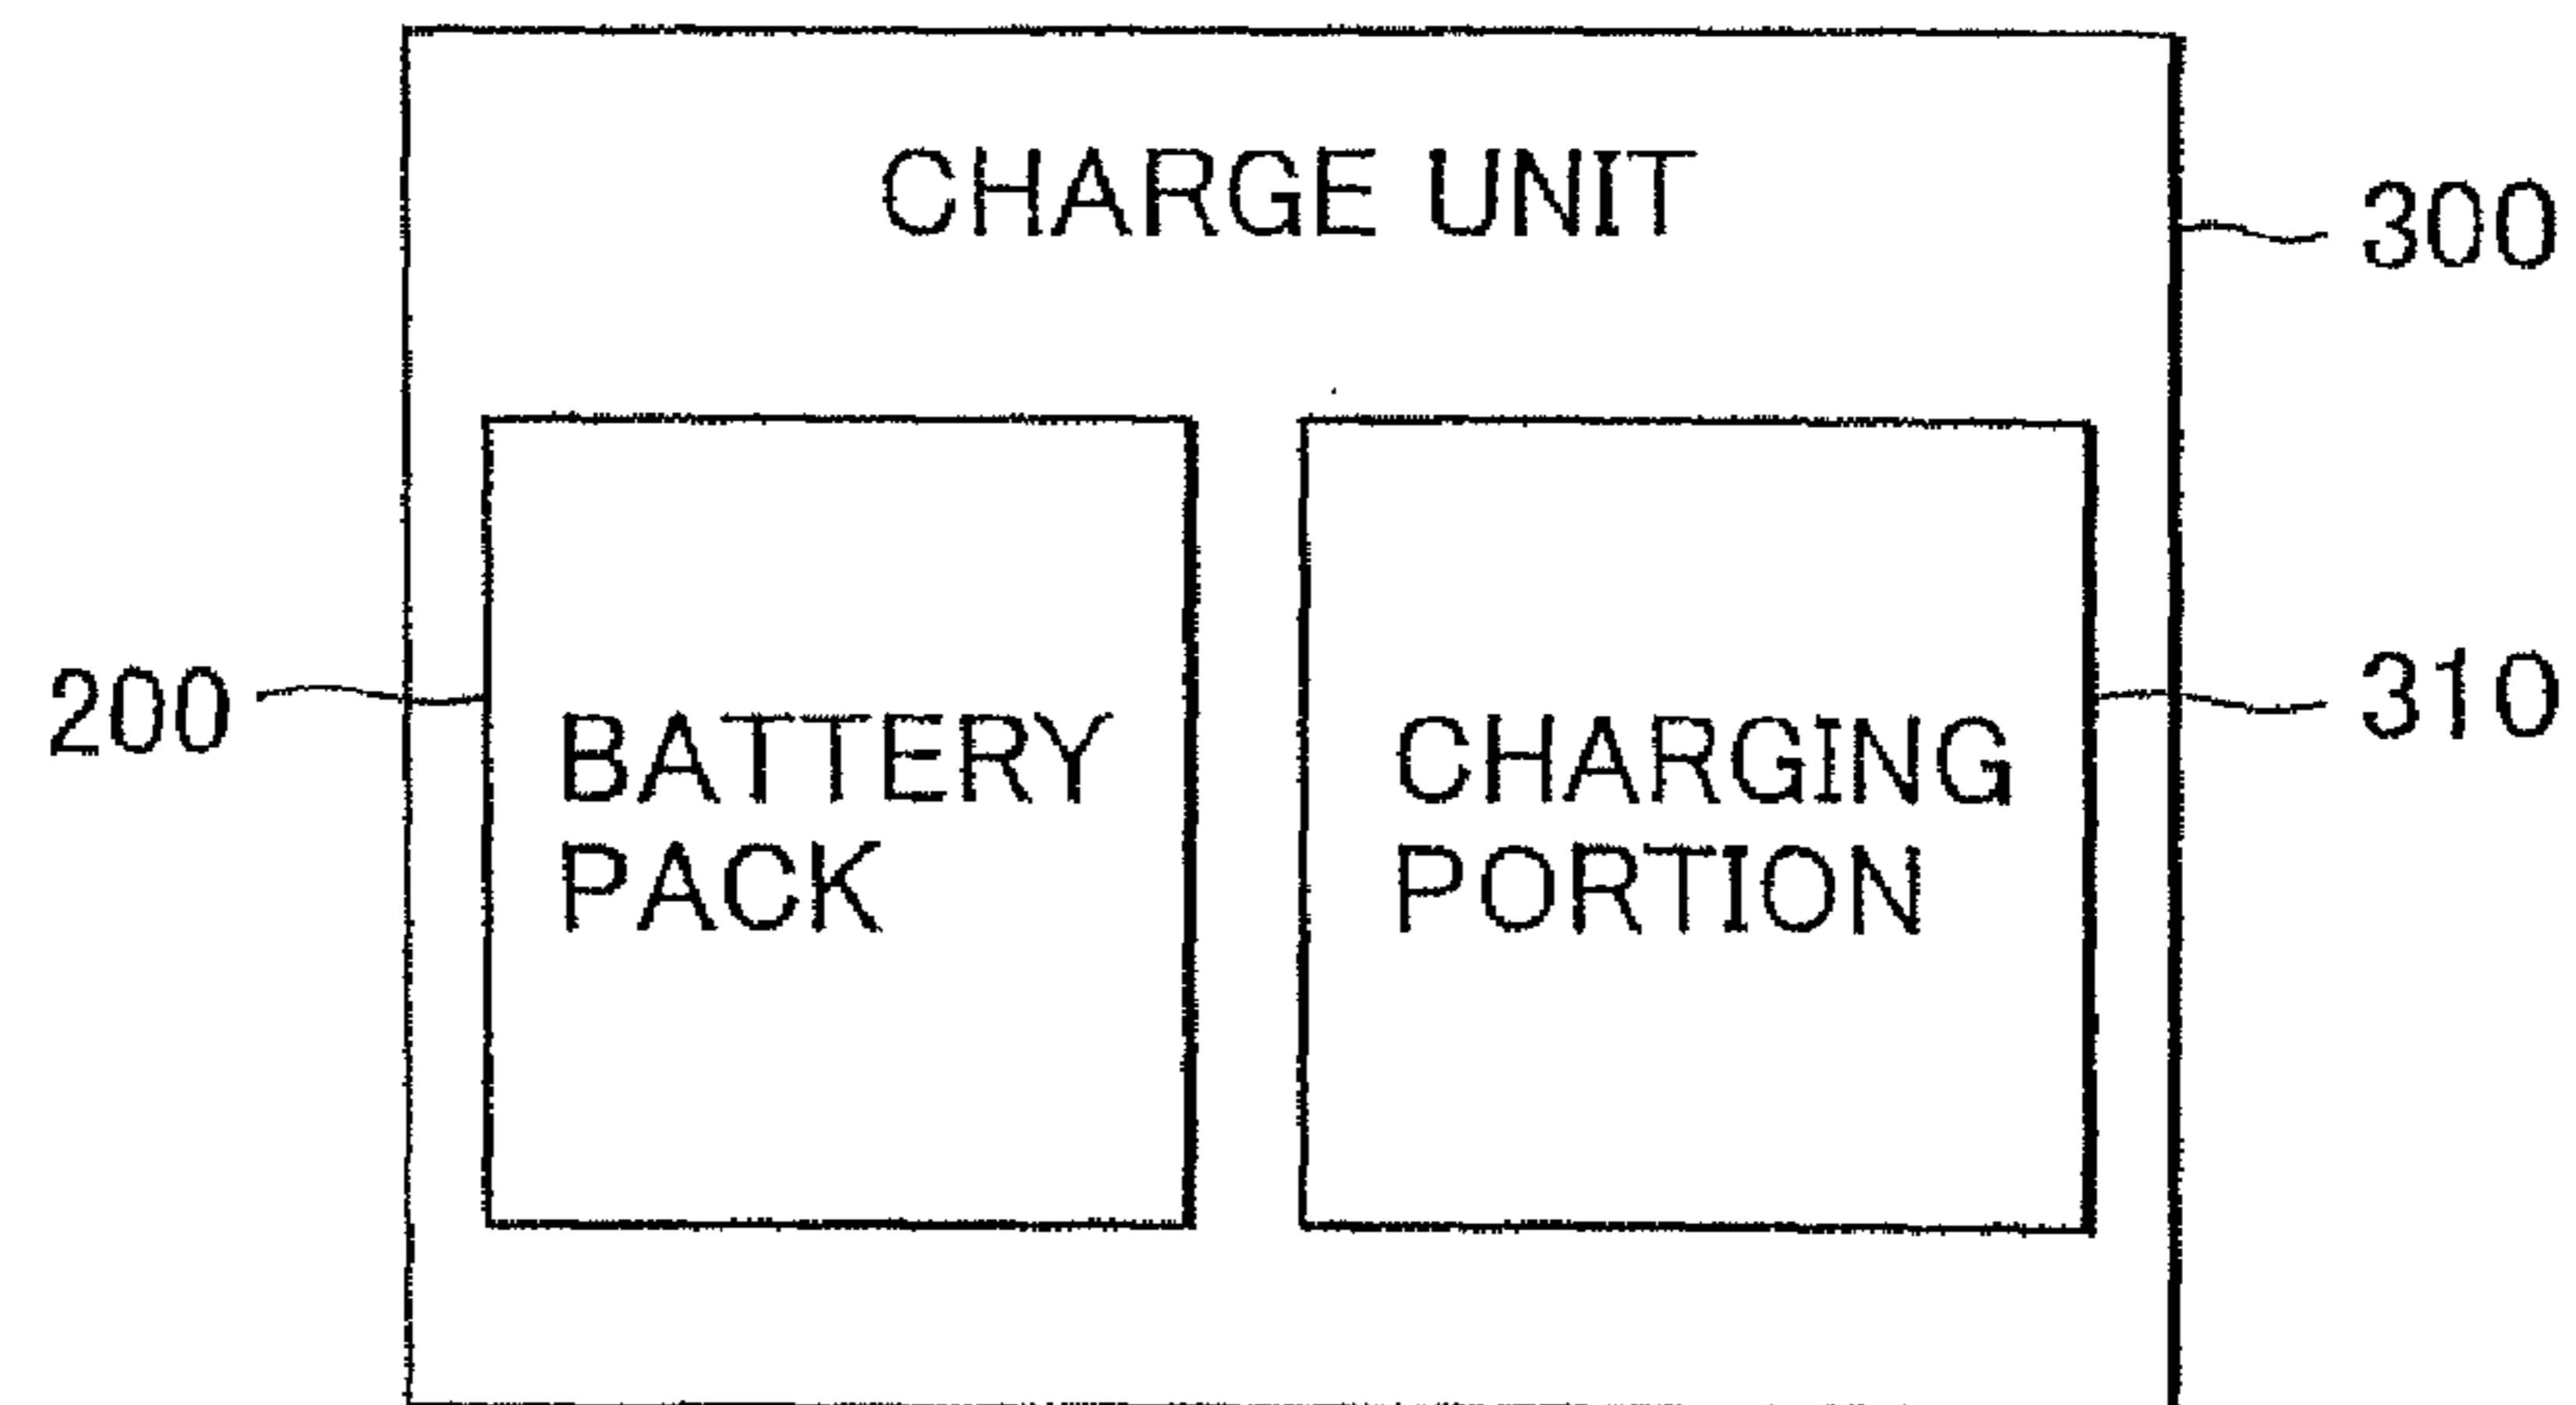 CHARGE UNIT
300
200
BATTERY
PACK
CHARGING
PORTION
310